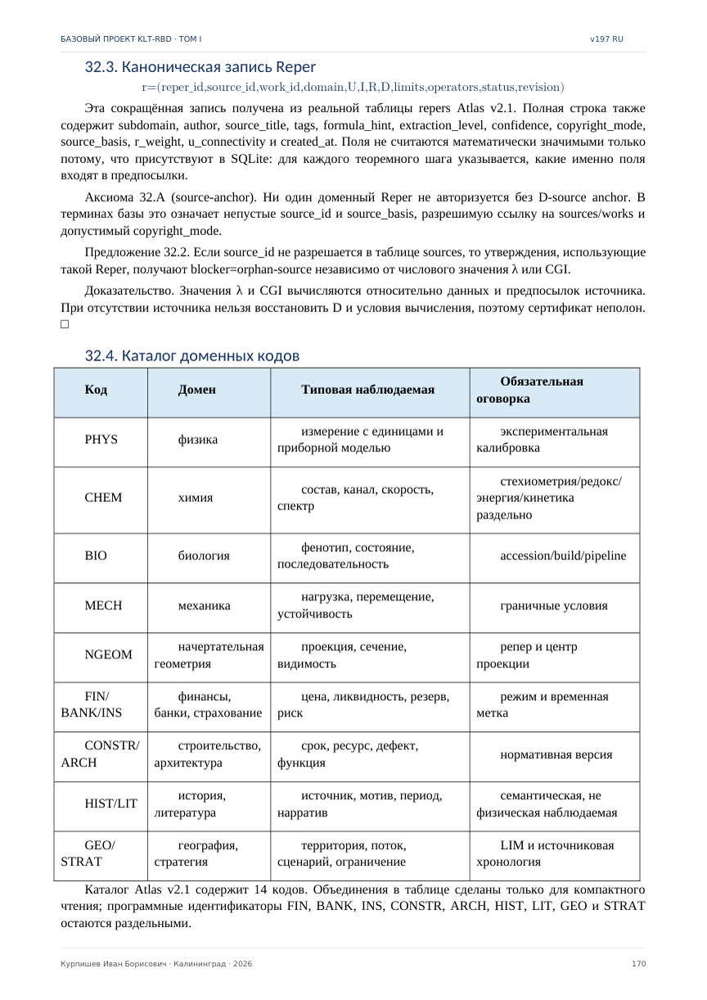 БАЗОВЫЙ ПРОЕКТ KLT-RBD · ТОМ I
v197 RU
32.3. Каноническая запись Reper
r=(reper_id,source_id,work_id,domain,U,I,R,D,limits,operators,status,revision)
Эта сокращённая запись получена из реальной таблицы repers Atlas v2.1. Полная строка также
содержит subdomain, author, source_title, tags, formula_hint, extraction_level, confidence, copyright_mode,
source_basis, r_weight, u_connectivity и created_at. Поля не считаются математически значимыми только
потому, что присутствуют в SQLite: для каждого теоремного шага указывается, какие именно поля
входят в предпосылки.
Аксиома 32.A (source-anchor). Ни один доменный Reper не авторизуется без D-source anchor. В
терминах базы это означает непустые source_id и source_basis, разрешимую ссылку на sources/works и
допустимый copyright_mode.
Предложение 32.2. Если source_id не разрешается в таблице sources, то утверждения, использующие
такой Reper, получают blocker=orphan-source независимо от числового значения λ или CGI.
Доказательство. Значения λ и CGI вычисляются относительно данных и предпосылок источника.
При отсутствии источника нельзя восстановить D и условия вычисления, поэтому сертификат неполон.
□
32.4. Каталог доменных кодов
Код
Домен
Типовая наблюдаемая
Обязательная
оговорка
PHYS
физика
измерение с единицами и
приборной моделью
экспериментальная
калибровка
CHEM
химия
состав, канал, скорость,
спектр
стехиометрия/редокс/
энергия/кинетика
раздельно
BIO
биология
фенотип, состояние,
последовательность
accession/build/pipeline
MECH
механика
нагрузка, перемещение,
устойчивость
граничные условия
NGEOM
начертательная
геометрия
проекция, сечение,
видимость
репер и центр
проекции
FIN/
BANK/INS
финансы,
банки, страхование
цена, ликвидность, резерв,
риск
режим и временная
метка
CONSTR/
ARCH
строительство,
архитектура
срок, ресурс, дефект,
функция
нормативная версия
HIST/LIT
история,
литература
источник, мотив, период,
нарратив
семантическая, не
физическая наблюдаемая
GEO/
STRAT
география,
стратегия
территория, поток,
сценарий, ограничение
LIM и источниковая
хронология
Каталог Atlas v2.1 содержит 14 кодов. Объединения в таблице сделаны только для компактного
чтения; программные идентификаторы FIN, BANK, INS, CONSTR, ARCH, HIST, LIT, GEO и STRAT
остаются раздельными.
Курпишев Иван Борисович · Калининград · 2026
170